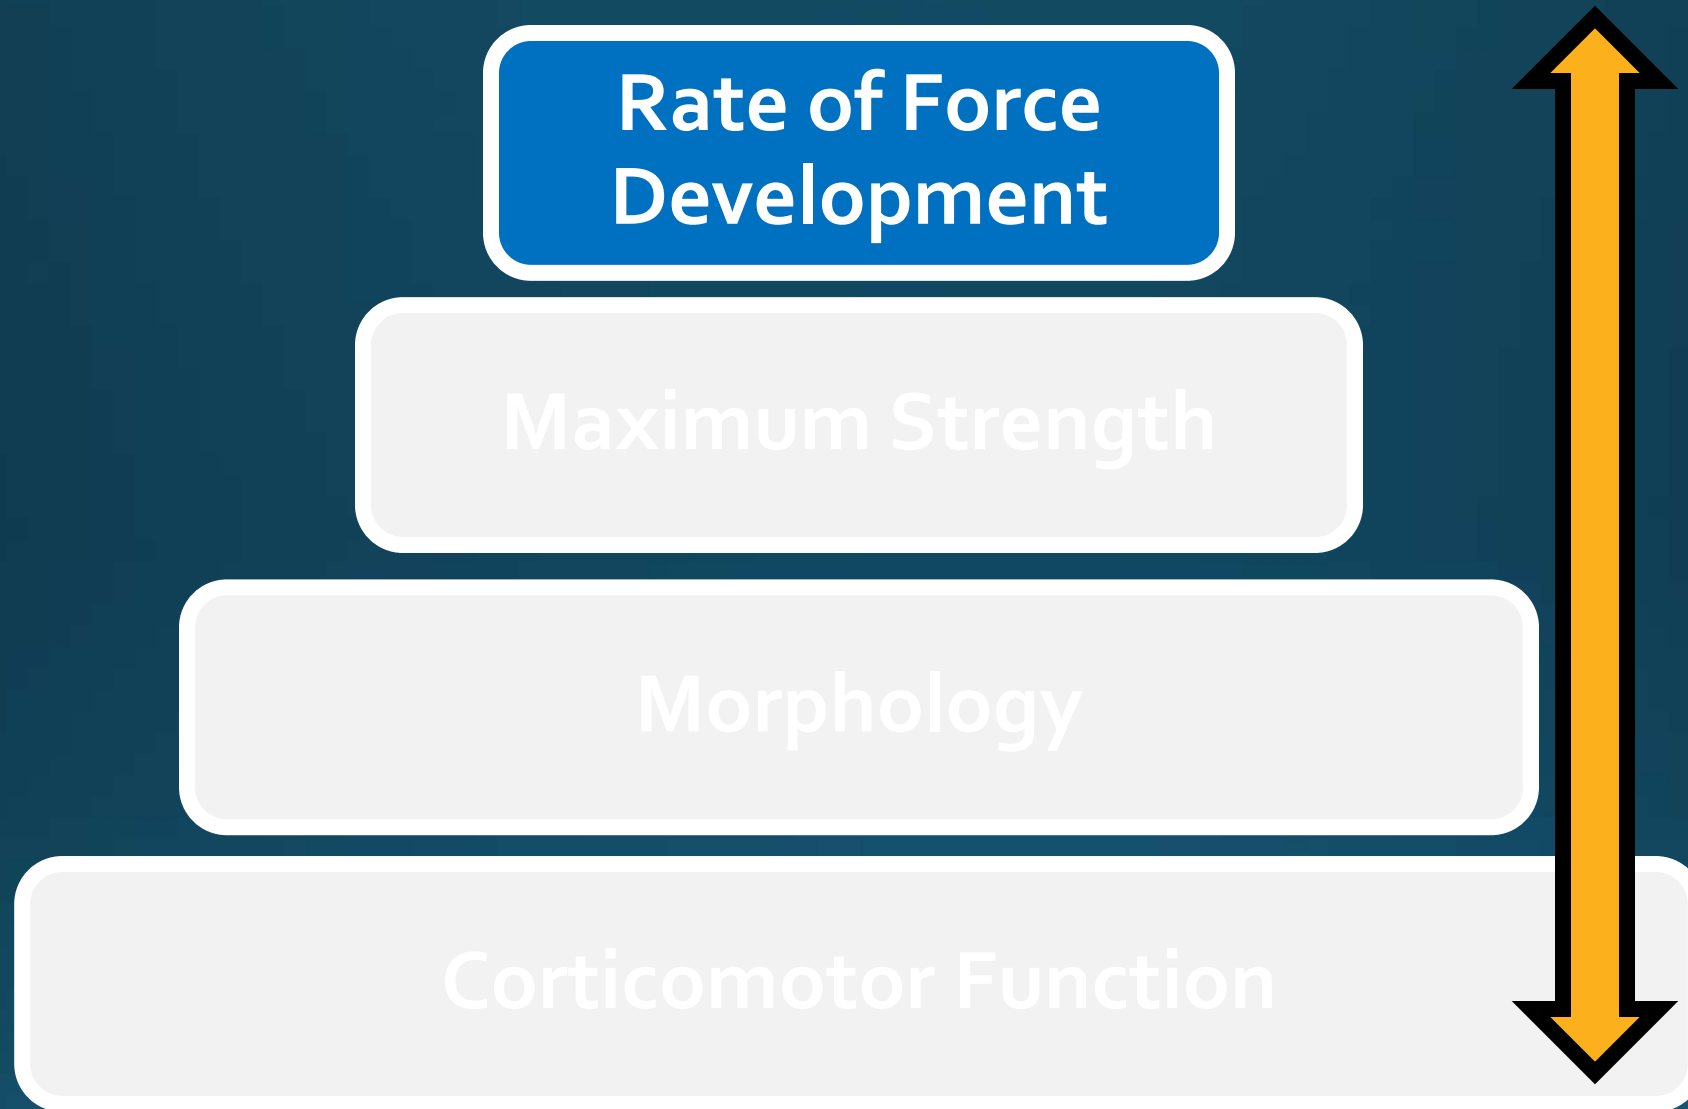 Rate of Force
Development
Maximum Strength
Morphology
Corticomotor Function